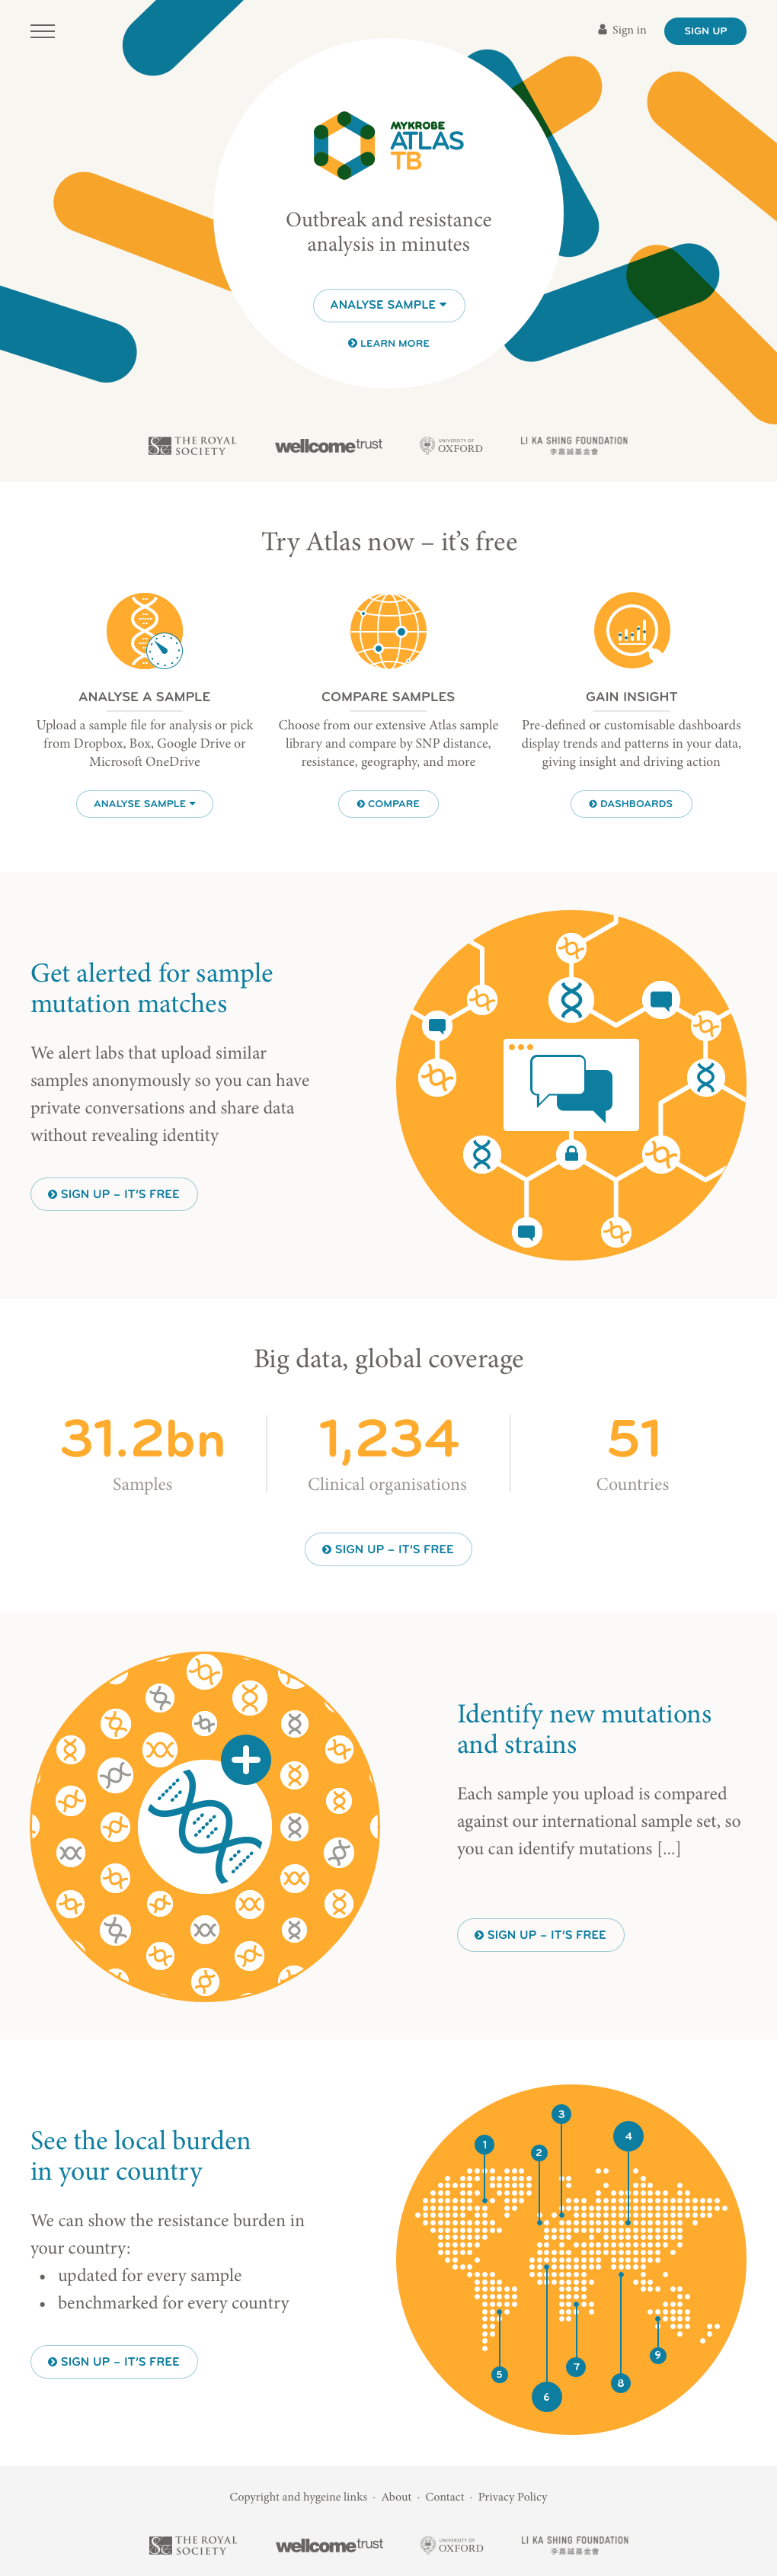 Sign in
SIGN UP
MYKROBE
ATLAS
TB
Outbreak and resistance
analysis in minutes
ANALYSE SAMPLE
LEARN MORE
THE ROYAL
SOCIETY
wellcometrust
UNIVERSITY OF
OXFORD
LI KA SHING FOUNDATION
李嘉誠基金會
Try Atlas now – it’s free
ANALYSE A SAMPLE
Upload a sample file for analysis or pick
from Dropbox, Box, Google Drive or
Microsoft OneDrive
ANALYSE SAMPLE
COMPARE SAMPLES
Choose from our extensive Atlas sample
library and compare by SNP distance,
resistance, geography, and more
COMPARE
GAIN INSIGHT
Pre-defined or customisable dashboards
display trends and patterns in your data,
giving insight and driving action
DASHBOARDS
Get alerted for sample
mutation matches
We alert labs that upload similar
samples anonymously so you can have
private conversations and share data
without revealing identity
SIGN UP – IT’S FREE
Big data, global coverage
31.2bn
Samples
1,234
Clinical organisations
51
Countries
SIGN UP – IT’S FREE
Identify new mutations
and strains
Each sample you upload is compared
against our international sample set, so
you can identify mutations [...]
SIGN UP – IT’S FREE
See the local burden
in your country
We can show the resistance burden in
your country:
• updated for every sample
• benchmarked for every country
SIGN UP – IT’S FREE
3
4
1
2
9
7
5
8
6
Copyright and hygeine links · About · Contact · Privacy Policy
THE ROYAL
SOCIETY
wellcometrust
UNIVERSITY OF
OXFORD
LI KA SHING FOUNDATION
李嘉誠基金會